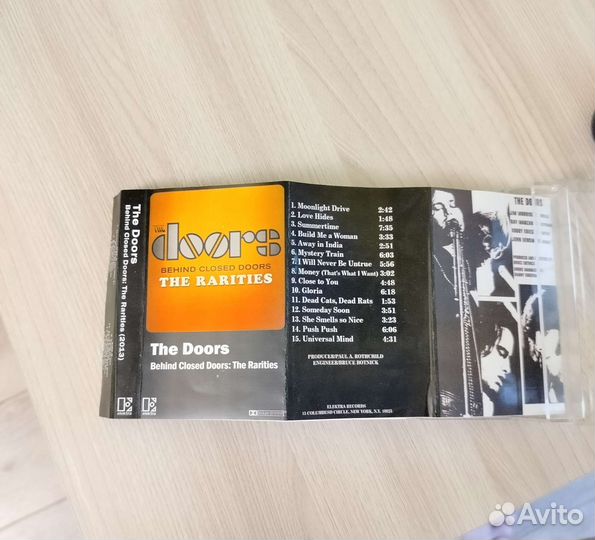 The Doors
Behind Closed Doors: The Rarities (2013)
THE
doors
BEHIND CLOSED DOORS
THE RARITIES
The Doors
Behind Closed Doors: The Rarities
1. Moonlight Drive 2:42
2. Love Hides 1:48
3. Summertime 7:35
4. Build Me a Woman 3:33
5. Away in India 2:51
6. Mystery Train 6:03
7. I Will Never Be Untrue 5:56
8. Money (That's What I Want) 3:02
9. Close to You 4:48
10. Gloria 6:18
11. Dead Cats, Dead Rats 1:53
12. Someday Soon 3:51
13. She Smells so Nice 3:23
14. Push Push 6:06
15. Universal Mind 4:31
PRODUCER/PAUL A. ROTHCHILD
ENGINEER/BRUCE BOTNICK
ELEKTRA RECORDS
15 COLUMBUSD CIRCLE, NEW YORK, N.Y. 10023
THE DOORS
Avito